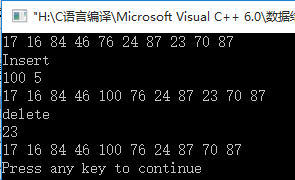 "H:\C语言编译\Microsoft Visual C++ 6.0\数据
17 16 84 46 76 24 87 23 70 87
Insert
100 5
17 16 84 46 100 76 24 87 23 70 87
delete
23
17 16 84 46 100 76 24 87 70 87
Press any key to continue